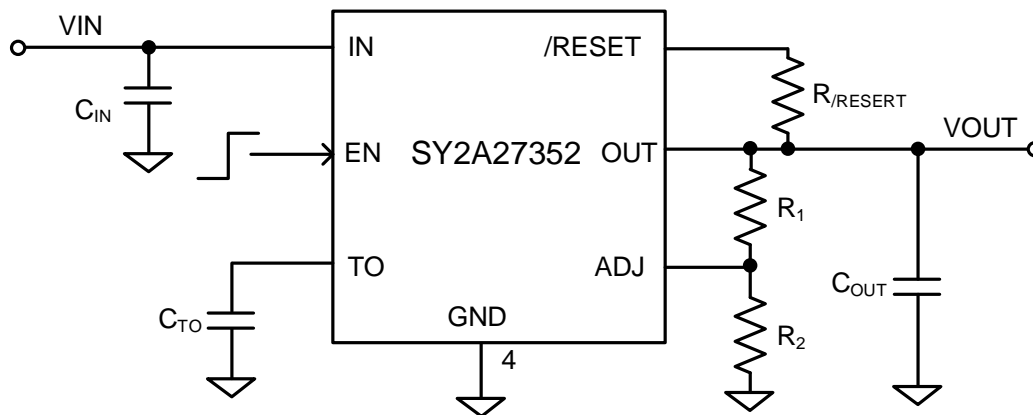 VIN
IN
/RESET
R/RESERT
CIN
EN
SY2A27352
OUT
VOUT
R1
TO
ADJ
COUT
CTO
GND
R2
4